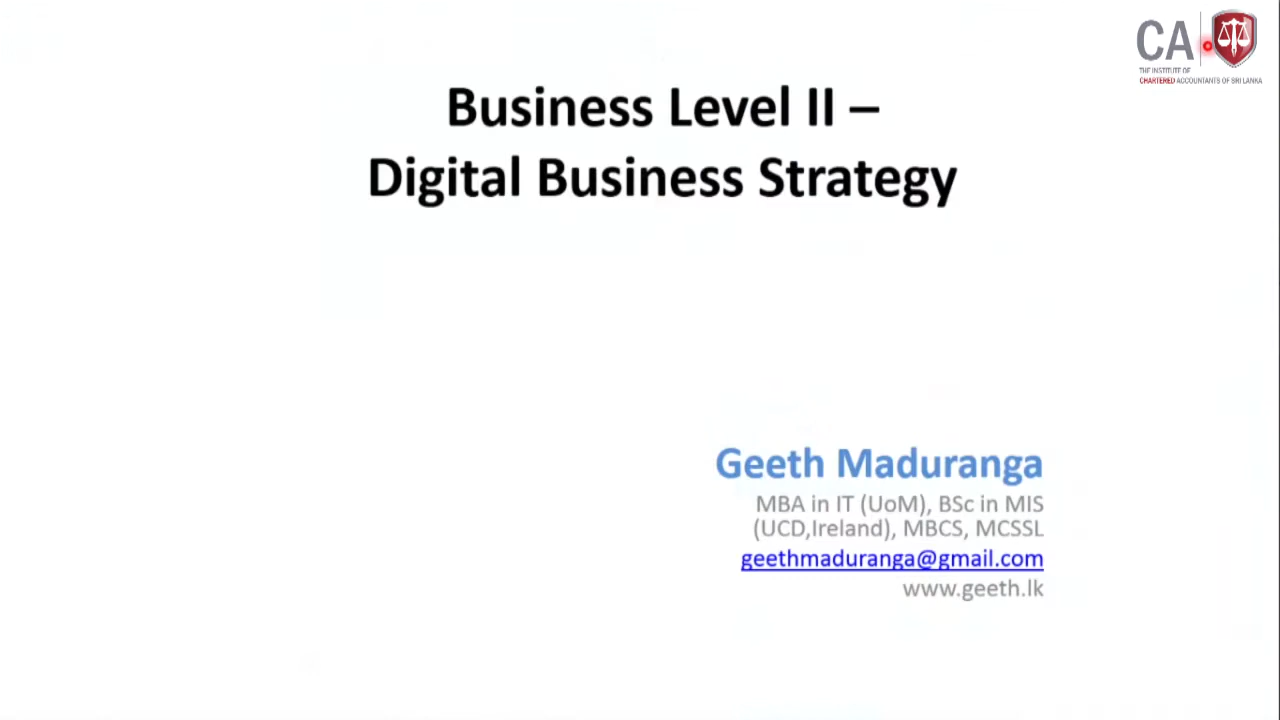 CA
THE INSTITUTE OF
CHARTERED ACCOUNTANTS OF SRI LANKA
Business Level II –
Digital Business Strategy
Geeth Maduranga
MBA in IT (UoM), BSc in MIS
(UCD,Ireland), MBCS, MCSSL
geethmaduranga@gmail.com
www.geeth.lk